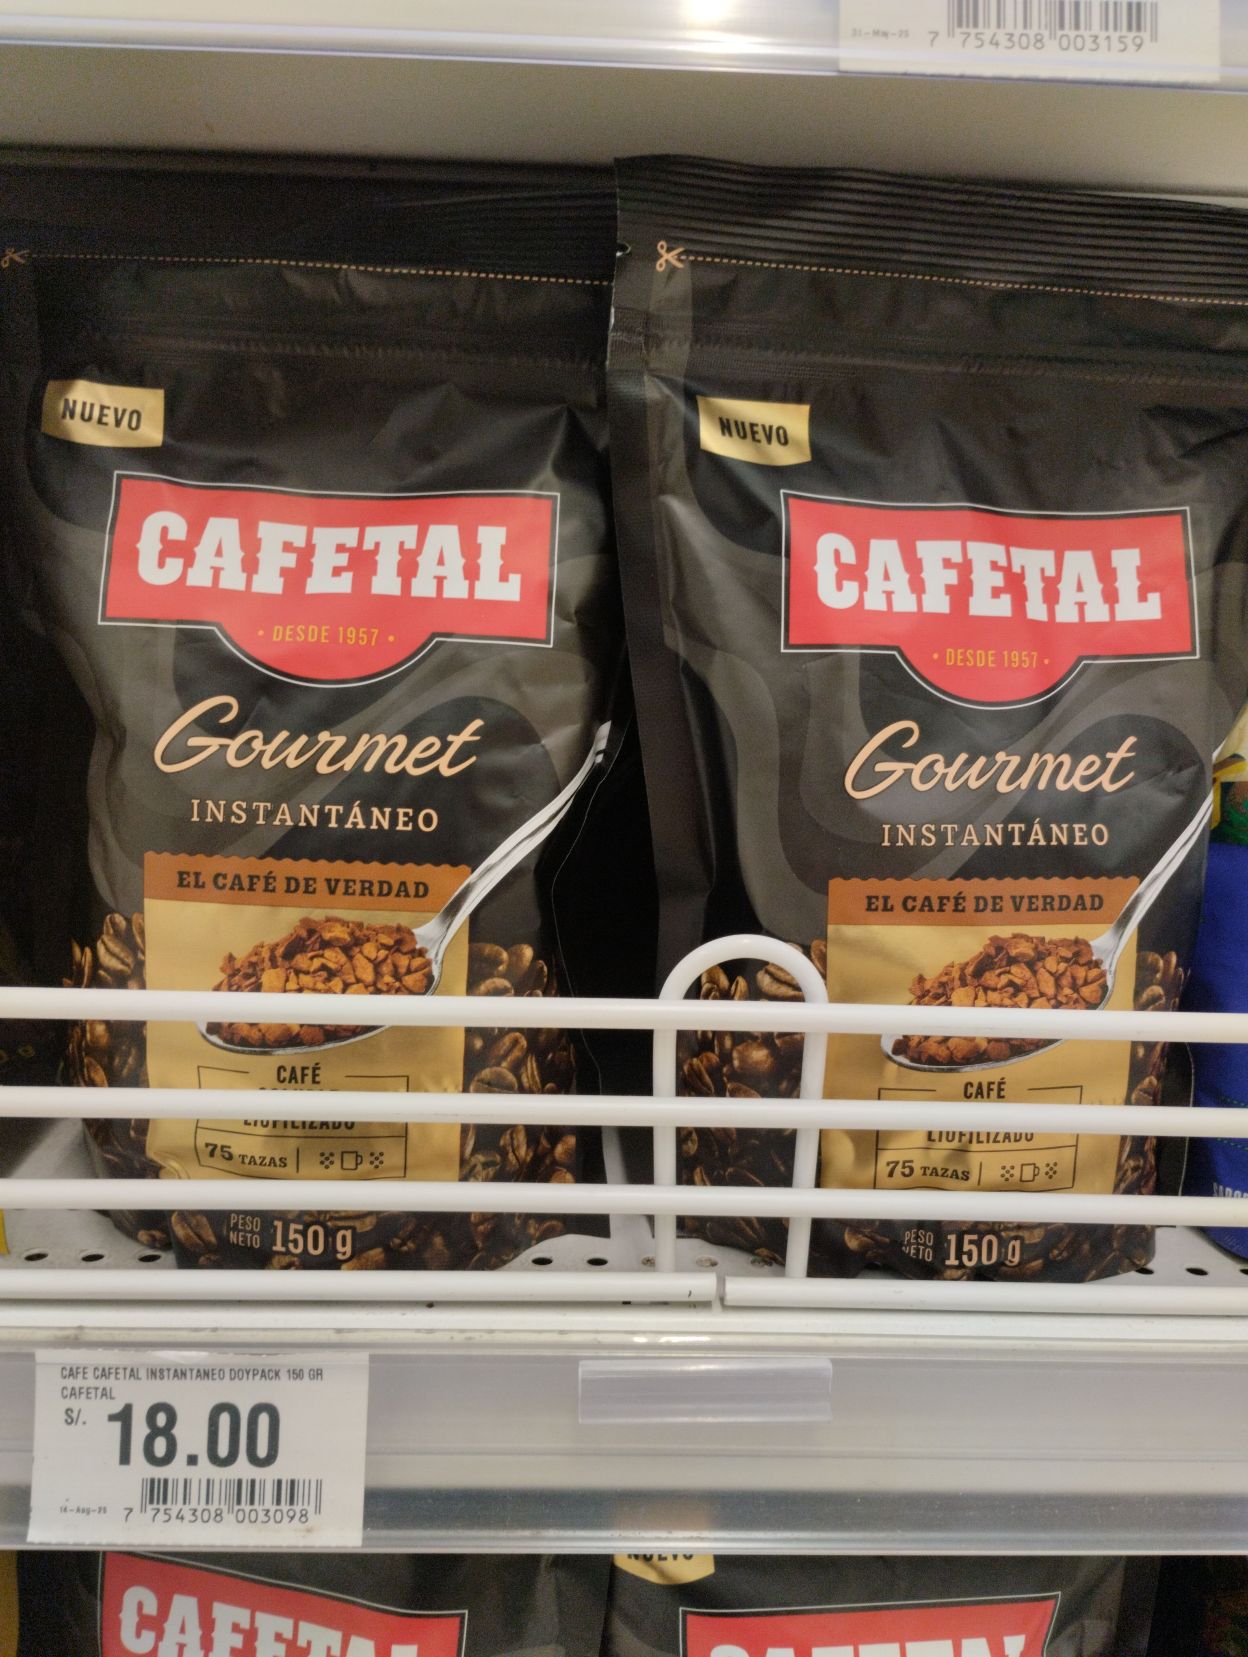 31-May-25 7 754308 003159
NUEVO
CAFETAL
• DESDE 1957 •
Gourmet
INSTANTÁNEO
EL CAFÉ DE VERDAD
CAFÉ
LIOFILIZADO
75 TAZAS
PESO
NETO 150 g
NUEVO
CAFETAL
• DESDE 1957 •
Gourmet
INSTANTÁNEO
EL CAFÉ DE VERDAD
CAFÉ
LIOFILIZADO
75 TAZAS
PESO
NETO 150 g
CAFE CAFETAL INSTANTANEO DOYPACK 150 GR
CAFETAL
S/. 18.00
14-Aug-25 7 754308 003098
NUEVO
CAFETAL
CAFETAL